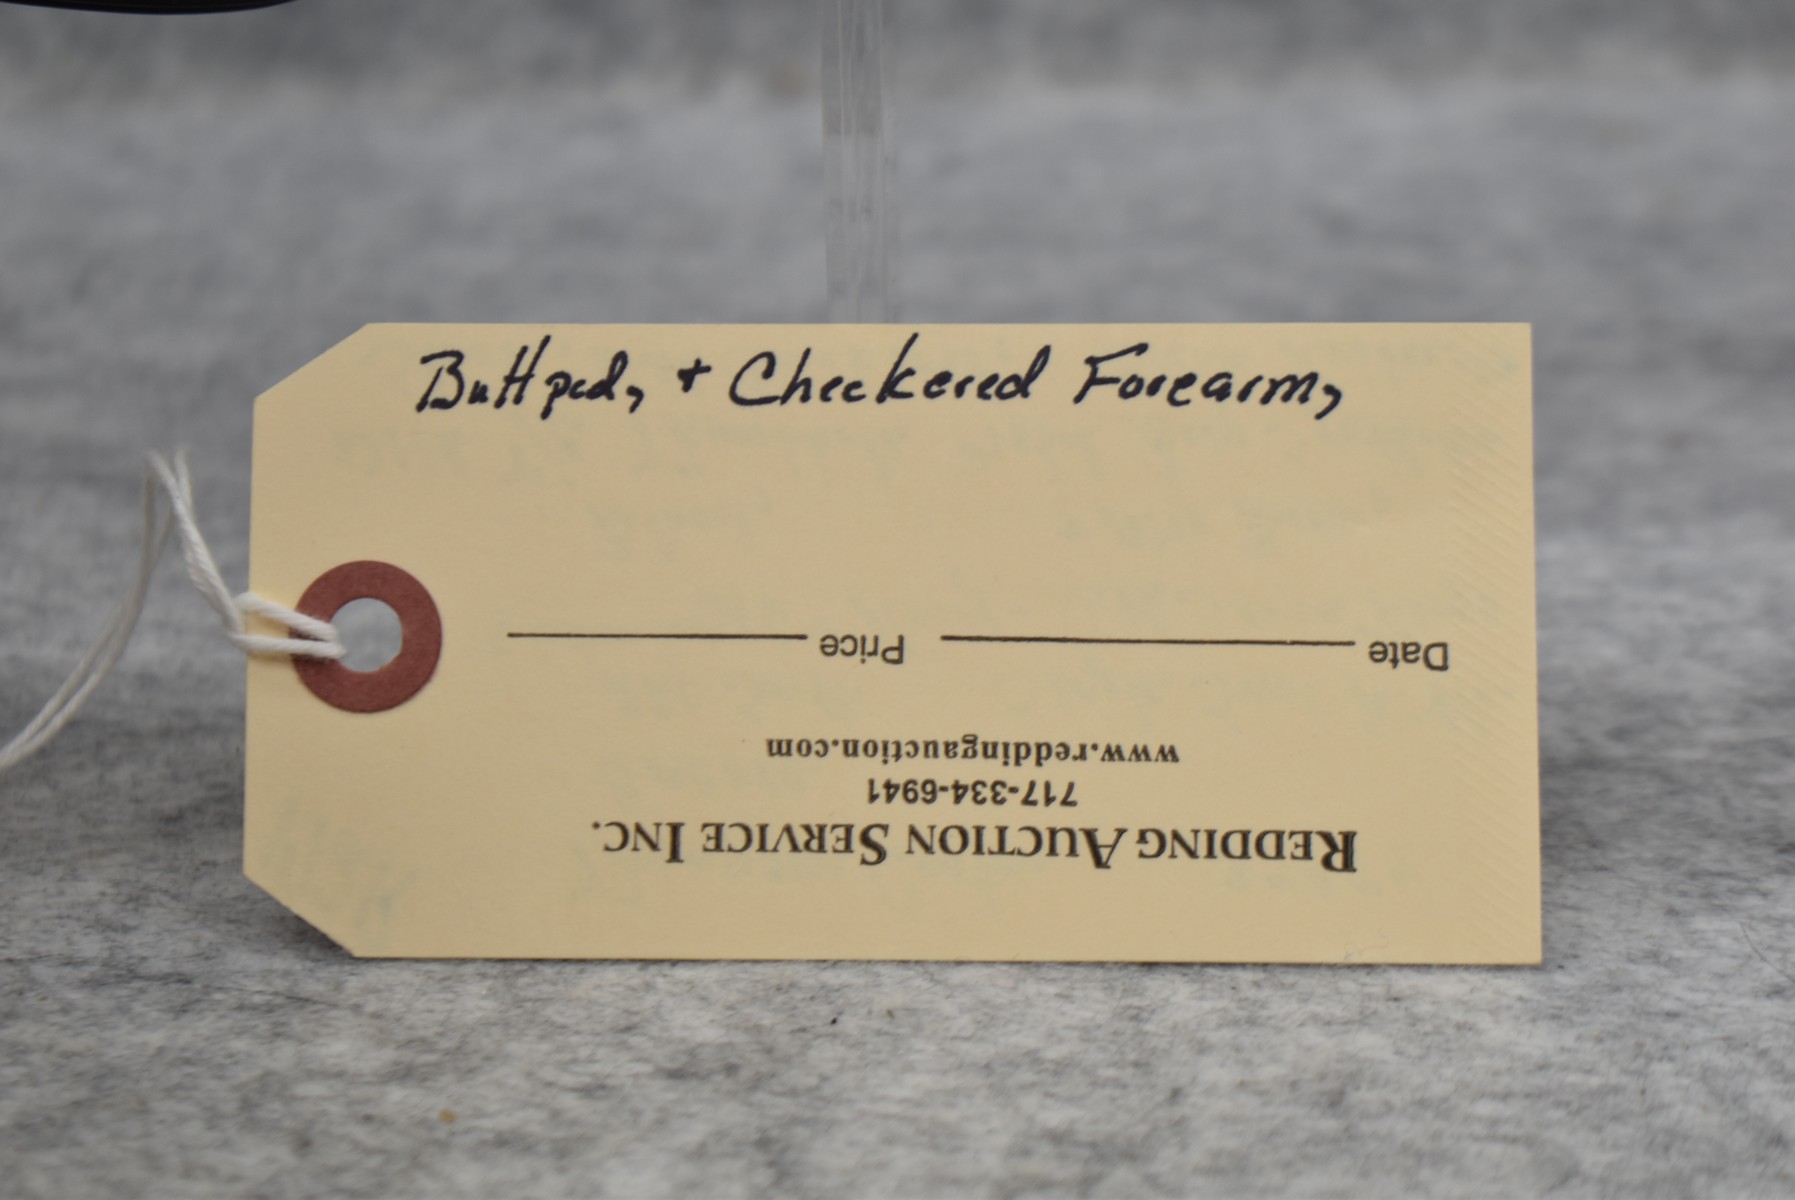 Buttpad, + Checkered Forearm,
REDDING AUCTION SERVICE INC.
717-334-6941
www.reddingauction.com
Date Price